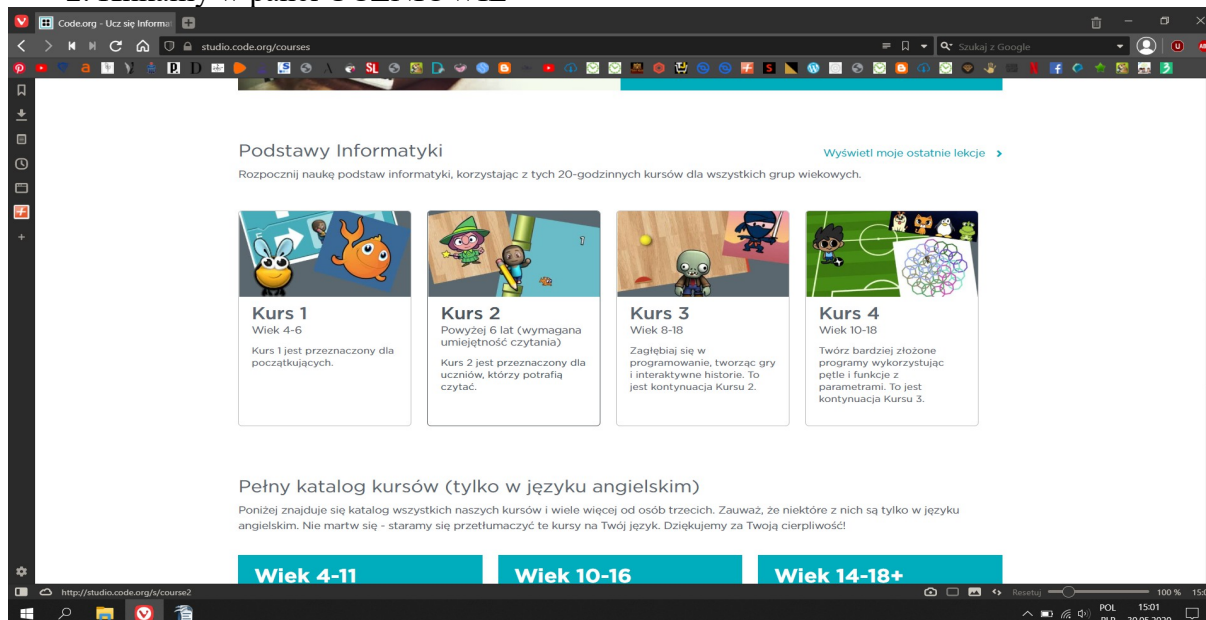 Code.org - Ucz się Informa
studio.code.org/courses
Szukaj z Google
Podstawy Informatyki
Wyświetl moje ostatnie lekcje >
Rozpocznij naukę podstaw informatyki, korzystając z tych 20-godzinnych kursów dla wszystkich grup wiekowych.
Kurs 1
Wiek 4-6
Kurs 1 jest przeznaczony dla
początkujących.
Kurs 2
Powyżej 6 lat (wymagana
umiejętność czytania)
Kurs 2 jest przeznaczony dla
uczniów, którzy potrafią
czytać.
Kurs 3
Wiek 8-18
Zagłębiaj się w
programowanie, tworząc gry
i interaktywne historie. To
jest kontynuacja Kursu 2.
Kurs 4
Wiek 10-18
Twórz bardziej złożone
programy wykorzystując
pętle i funkcje z
parametrami. To jest
kontynuacja Kursu 3.
Pełny katalog kursów (tylko w języku angielskim)
Poniżej znajduje się katalog wszystkich naszych kursów i wiele więcej od osób trzecich. Zauważ, że niektóre z nich są tylko w języku
angielskim. Nie martw się - staramy się przetłumaczyć te kursy na Twój język. Dziękujemy za Twoją cierpliwość!
Wiek 4-11
Wiek 10-16
Wiek 14-18+
http://studio.code.org/s/course2
Resetuj
100 %
15:0
POL
15:01